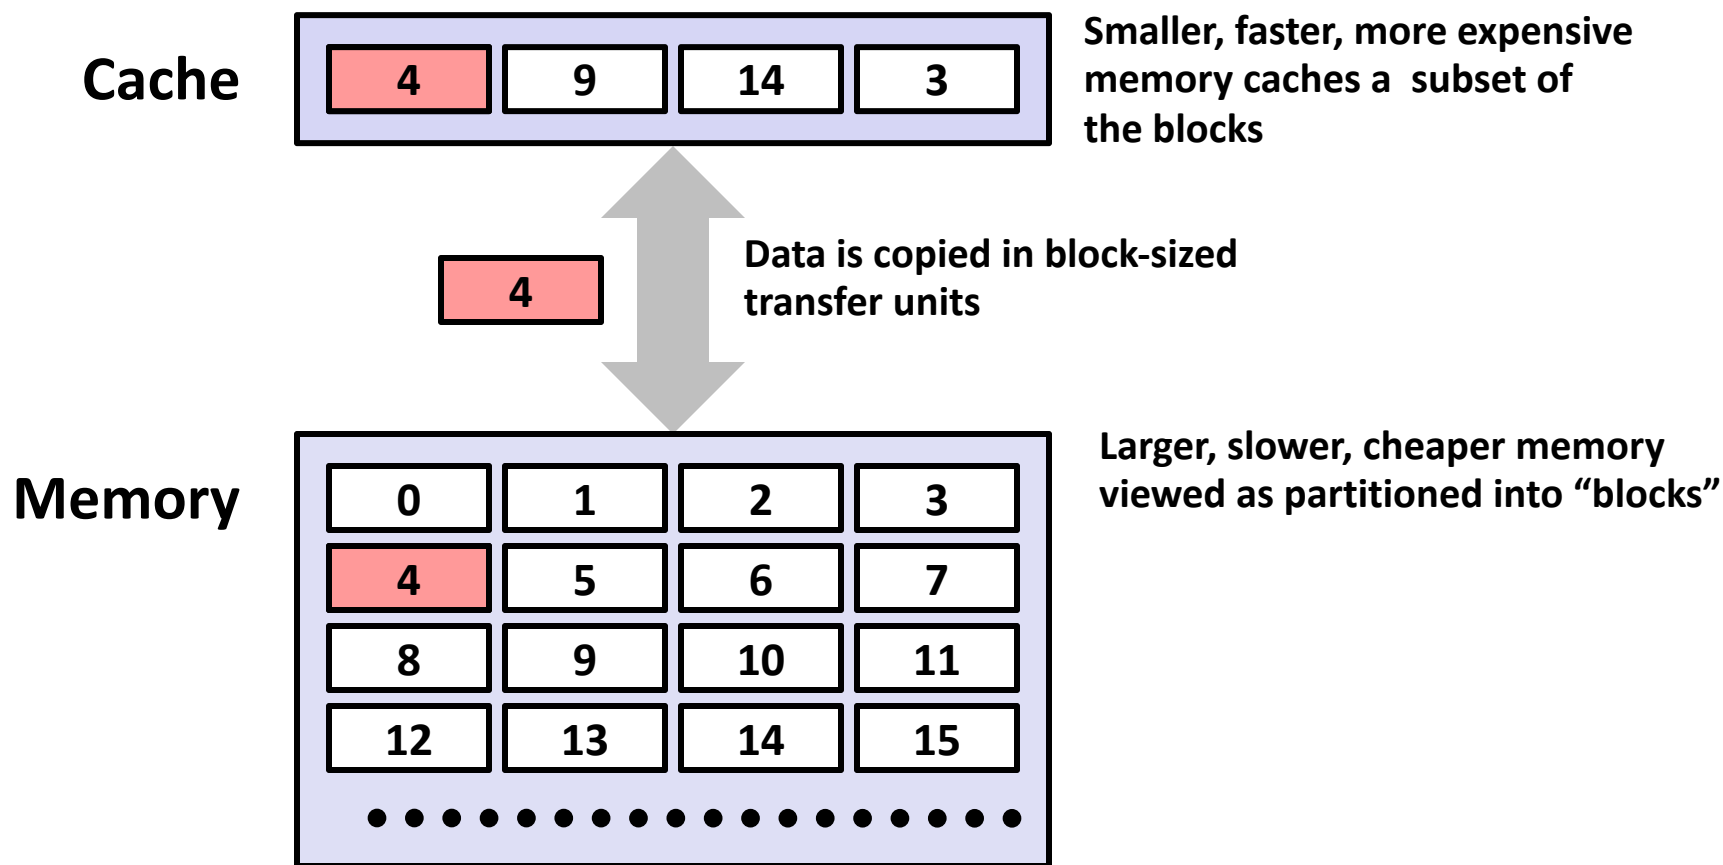 Cache
4 9 14 3
Smaller, faster, more expensive
memory caches a  subset of
the blocks
4
Data is copied in block-sized
transfer units
Memory
0 1 2 3
4 5 6 7
8 9 10 11
12 13 14 15
Larger, slower, cheaper memory
viewed as partitioned into “blocks”